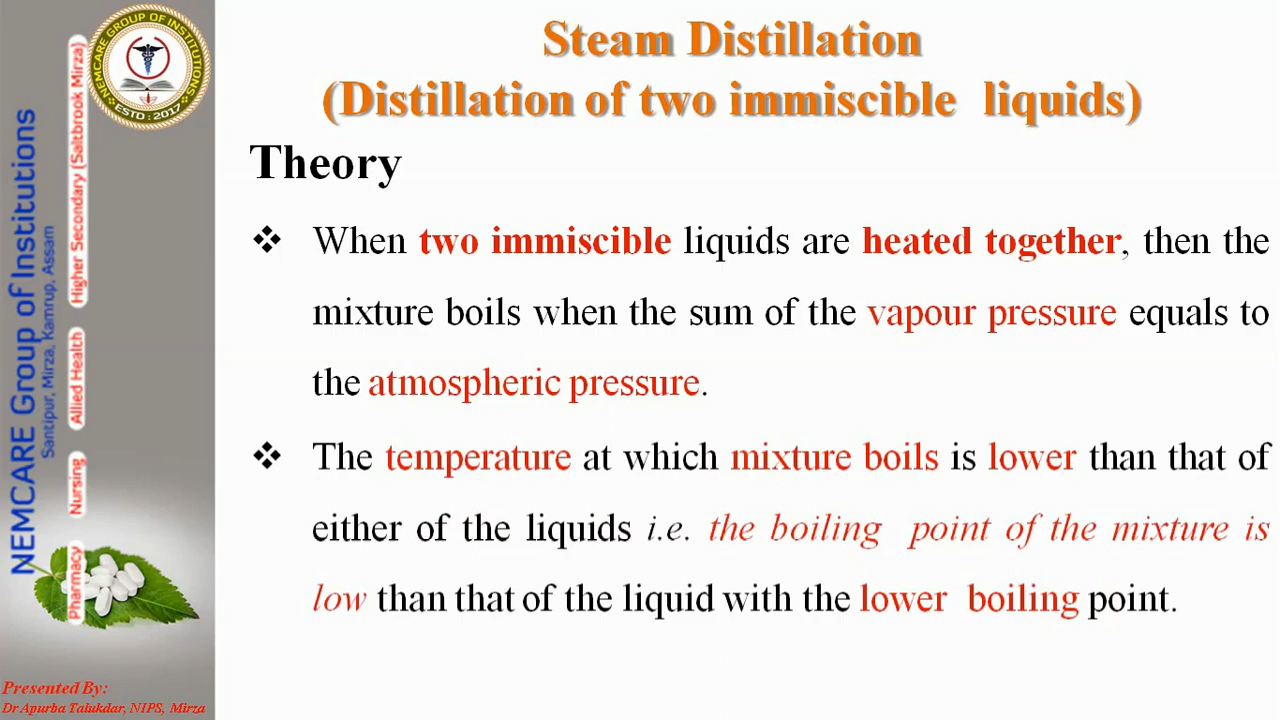 Steam Distillation
(Distillation of two immiscible liquids)
Theory
❖ When two immiscible liquids are heated together, then the
mixture boils when the sum of the vapour pressure equals to
the atmospheric pressure.
❖ The temperature at which mixture boils is lower than that of
either of the liquids i.e. the boiling point of the mixture is
low than that of the liquid with the lower boiling point.
NEMCARE GROUP OF INSTITUTIONS
ESTD : 2017
NEMCARE Group of Institutions
Santipur, Mirza, Kamrup, Assam
Pharmacy Nursing Allied Health Higher Secondary (Saltbrook Mirza)
Presented By:
Dr Apurba Talukdar, NIPS, Mirza